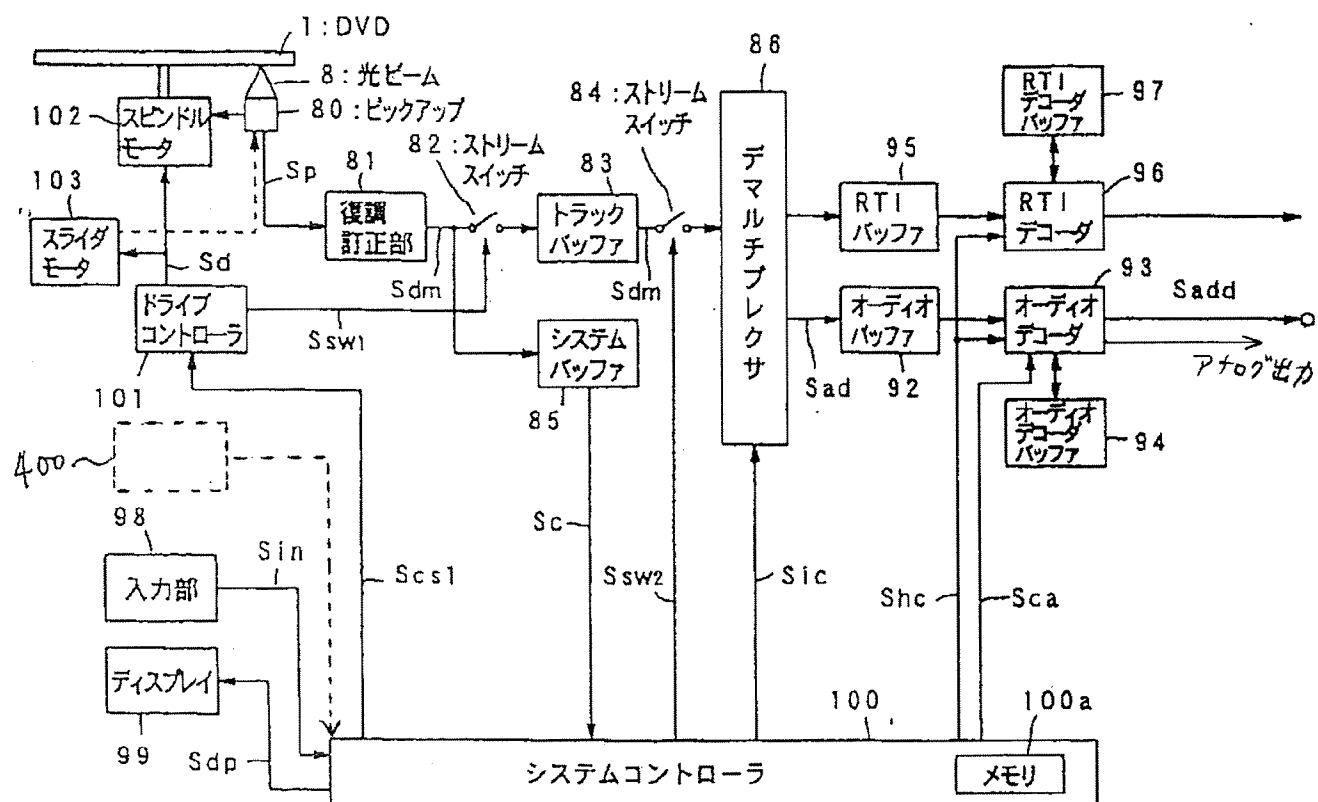 1:DVD
8:光ビーム
80:ピックアップ
102
スピンドル
モータ
103
スライダ
モータ
Sp
Sd
81
復調
訂正部
82:ストリーム
スイッチ
Sdm
83
トラック
バッファ
84:ストリーム
スイッチ
Sdm
86
デマルチプレクサ
95
RTI
バッファ
RTI
デコーダ
バッファ
97
96
RTI
デコーダ
93
オーディオ
デコーダ
Sadd
アナログ出力
オーディオ
バッファ
92
Sad
オーディオ
デコーダ
バッファ
94
ドライブ
コントローラ
101
Ssw1
システム
バッファ
85
400
98
入力部
Sin
Scs1
Sc
Ssw2
Sic
Shc
Sca
ディスプレイ
99
Sdp
100
100a
システムコントローラ
メモリ